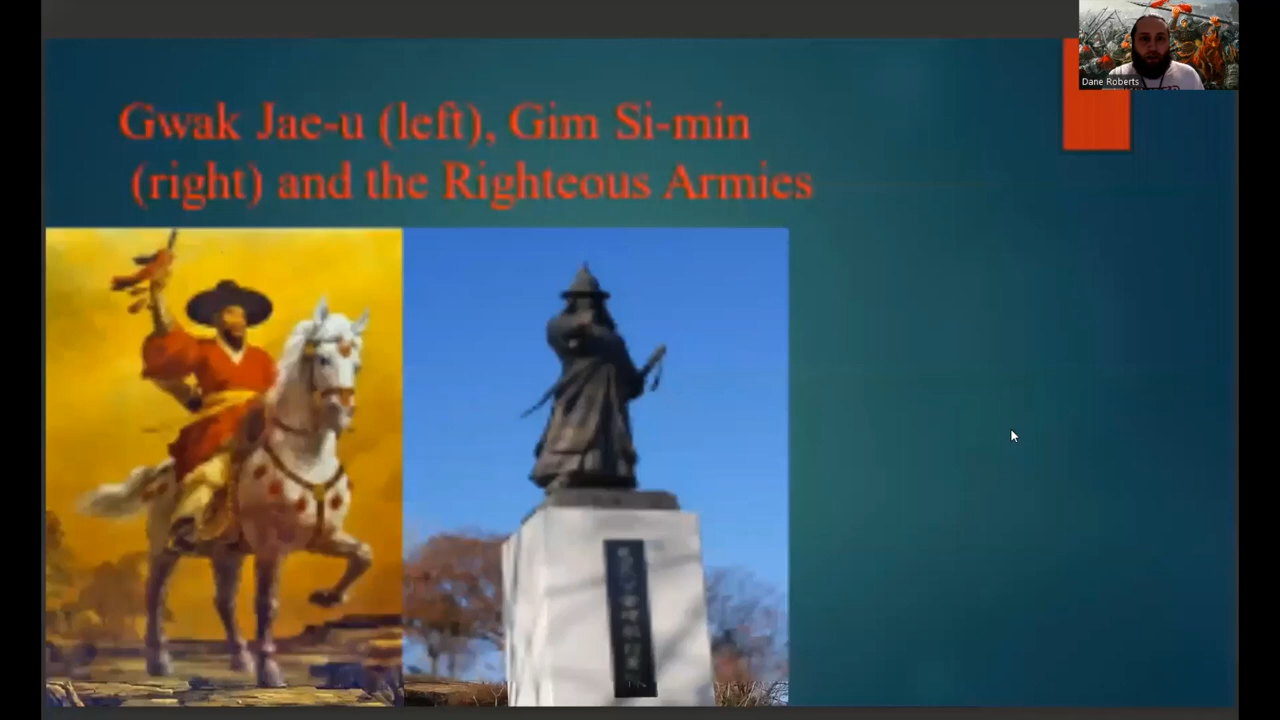 Gwak Jae-u (left), Gim Si-min
(right) and the Righteous Armies
Dane Roberts